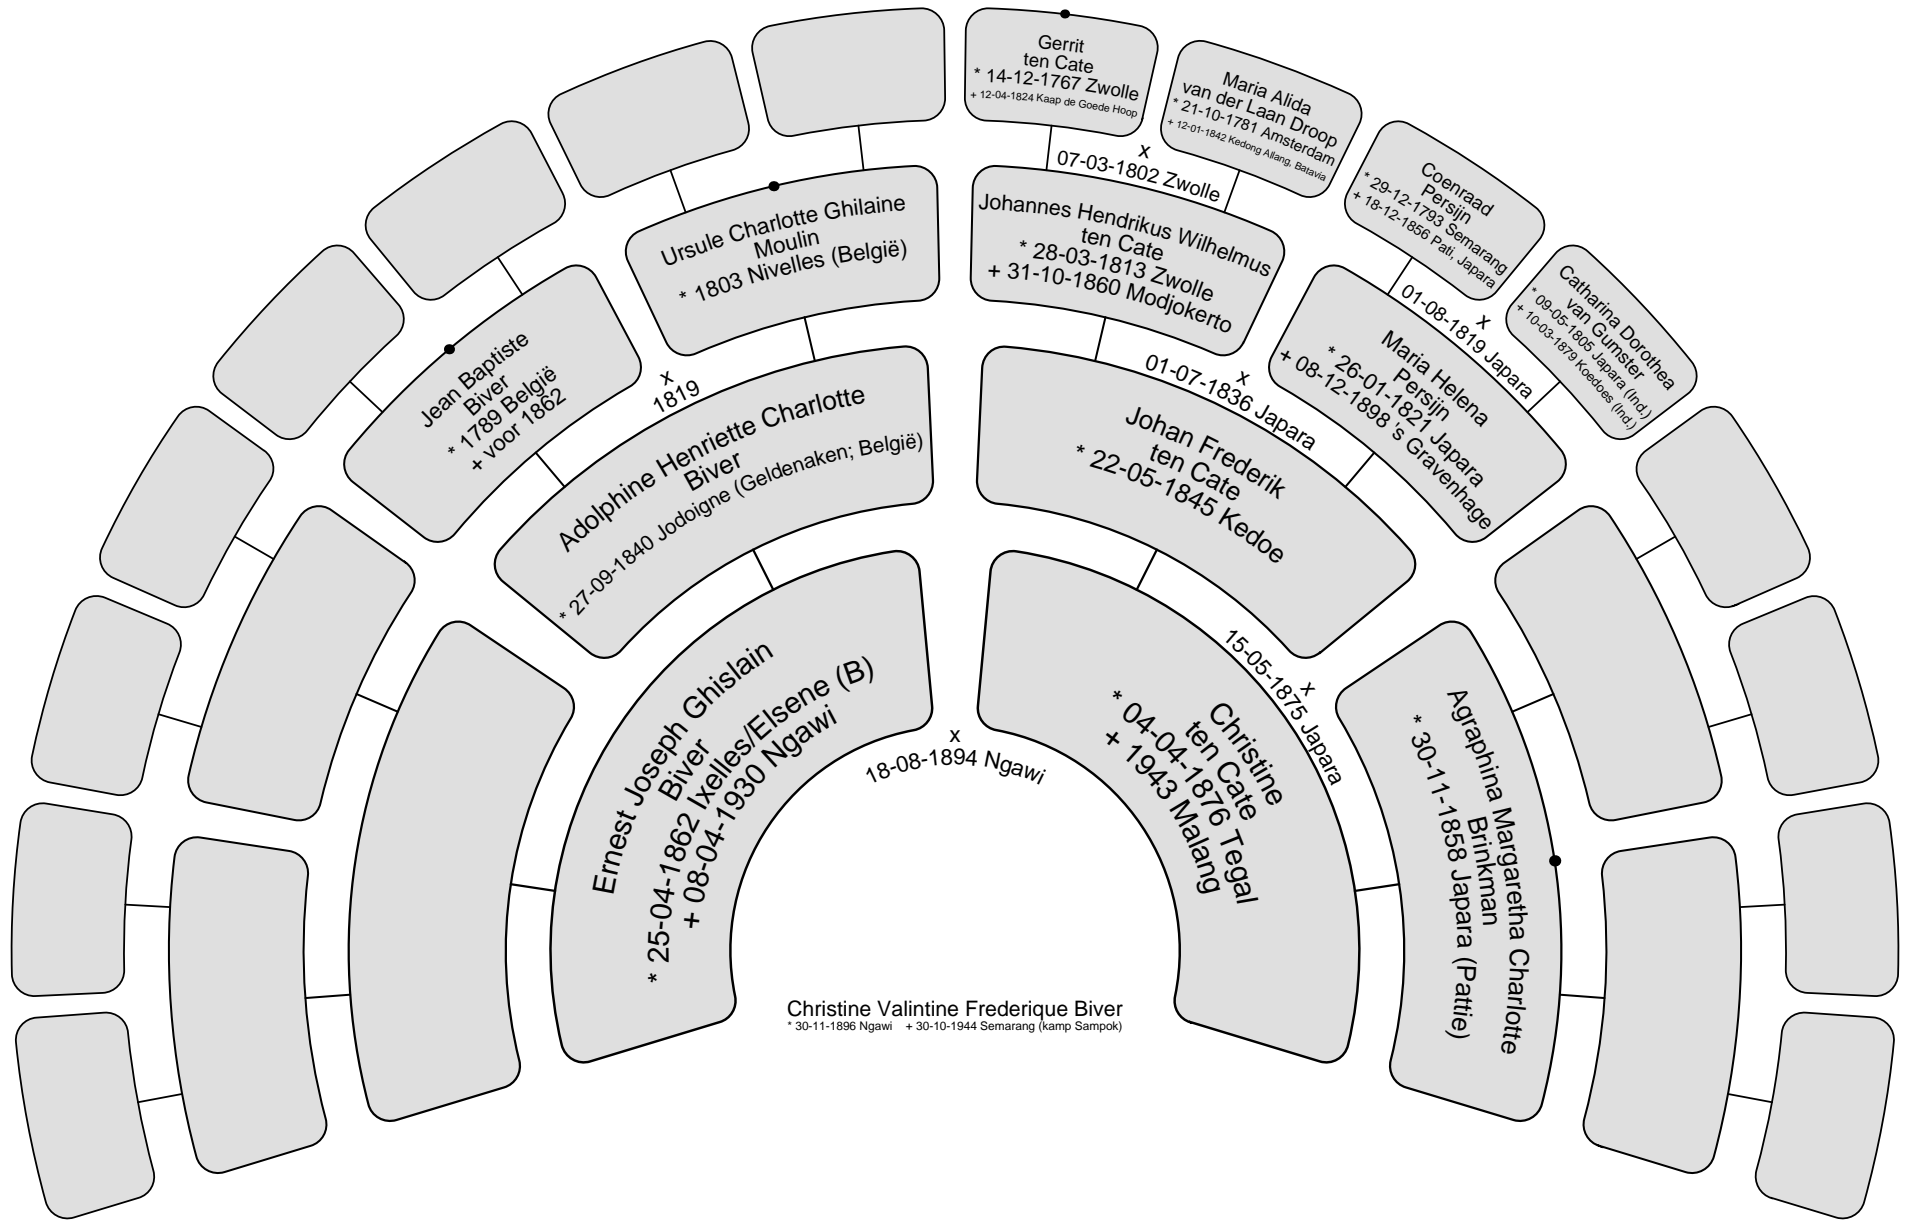 Gerrit
ten Cate
* 14-12-1767 Zwolle
+ 12-04-1824 Kaap de Goede Hoop
x
07-03-1802 Zwolle
Maria Alida
van der Laan Droop
* 21-10-1781 Amsterdam
+ 12-01-1842 Kedong Allang, Batavia
Coenraad
Persijn
* 29-12-1793 Semarang
+ 18-12-1856 Pati, Japara
x
01-08-1819 Japara
Catharina Dorothea
van Gumster
* 09-05-1805 Japara (Ind.)
+ 10-03-1879 Koedoes (Ind.)
Jean Baptiste
Biver
* 1789 België
+ voor 1862
x
1819
Ursule Charlotte Ghilaine
Moulin
* 1803 Nivelles (België)
Johannes Hendrikus Wilhelmus
ten Cate
* 28-03-1813 Zwolle
+ 31-10-1860 Modjokerto
x
01-07-1836 Japara
Maria Helena
Persijn
* 26-01-1821 Japara
+ 08-12-1898 's Gravenhage
Adolphine Henriette Charlotte
Biver
* 27-09-1840 Jodoigne (Geldenaken; België)
Johan Frederik
ten Cate
* 22-05-1845 Kedoe
x
15-05-1875 Japara
Agraphina Margaretha Charlotte
Brinkman
* 30-11-1858 Japara (Pattie)
Ernest Joseph Ghislain
Biver
* 25-04-1862 Ixelles/Elsene (B)
+ 08-04-1930 Ngawi
x
18-08-1894 Ngawi
Christine
ten Cate
* 04-04-1876 Tegal
+ 1943 Malang
Christine Valintine Frederique Biver
* 30-11-1896 Ngawi + 30-10-1944 Semarang (kamp Sampok)